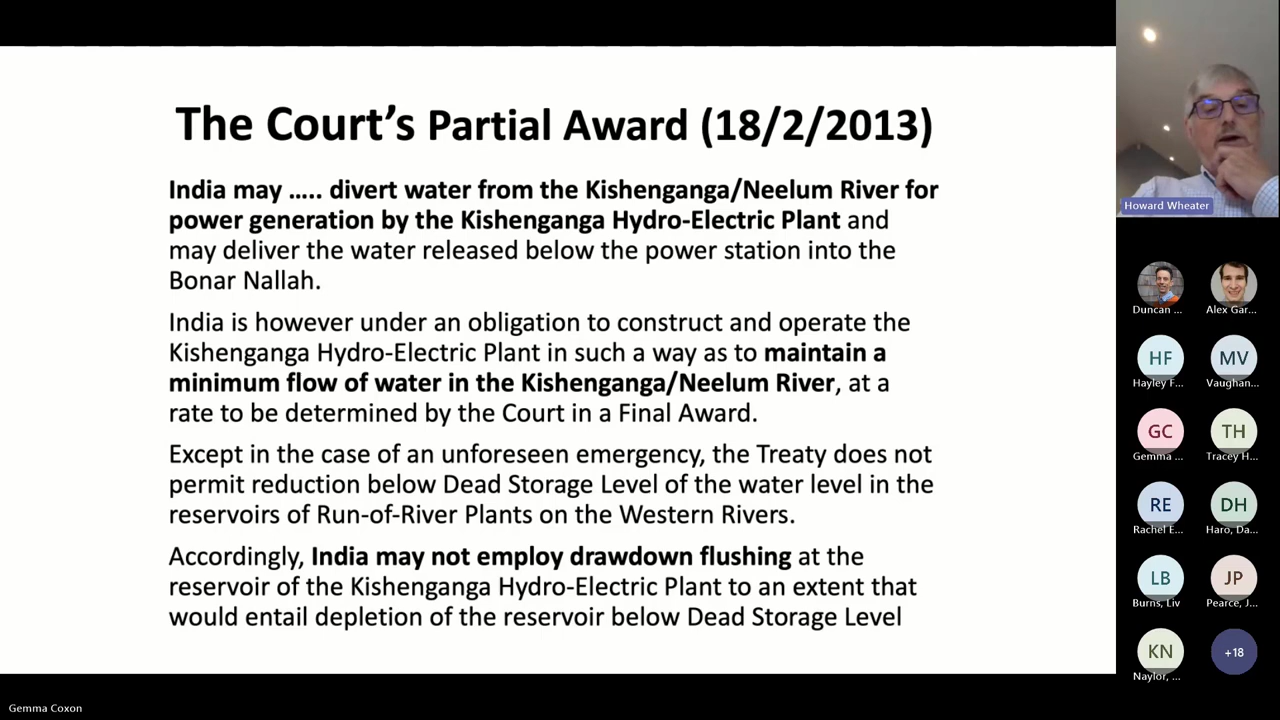 The Court's Partial Award (18/2/2013)
India may ..... divert water from the Kishenganga/Neelum River for
power generation by the Kishenganga Hydro-Electric Plant and
may deliver the water released below the power station into the
Bonar Nallah.
India is however under an obligation to construct and operate the
Kishenganga Hydro-Electric Plant in such a way as to maintain a
minimum flow of water in the Kishenganga/Neelum River, at a
rate to be determined by the Court in a Final Award.
Except in the case of an unforeseen emergency, the Treaty does not
permit reduction below Dead Storage Level of the water level in the
reservoirs of Run-of-River Plants on the Western Rivers.
Accordingly, India may not employ drawdown flushing at the
reservoir of the Kishenganga Hydro-Electric Plant to an extent that
would entail depletion of the reservoir below Dead Storage Level
Howard Wheater
Duncan ...
Alex Gar...
HF
MV
Hayley F...
Vaughan...
GC
TH
Gemma ...
Tracey H...
RE
DH
Rachel E...
Haro, Da...
LB
JP
Burns, Liv
Pearce, J...
KN
+18
Naylor, ...
Gemma Coxon